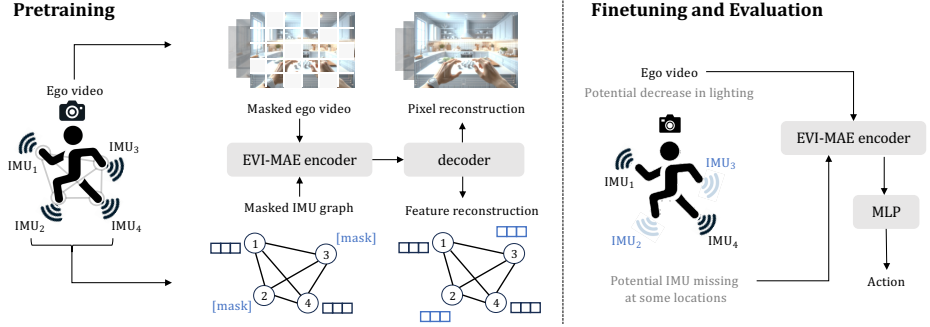 Pretraining
Ego video
IMU1
IMU3
IMU2
IMU4
Masked ego video
Pixel reconstruction
EVI-MAE encoder
decoder
Masked IMU graph
Feature reconstruction
1
[mask]
3
[mask]
2
4
1
3
2
4
Finetuning and Evaluation
Ego video
Potential decrease in lighting
EVI-MAE encoder
IMU1
IMU3
IMU2
IMU4
MLP
Potential IMU missing
at some locations
Action